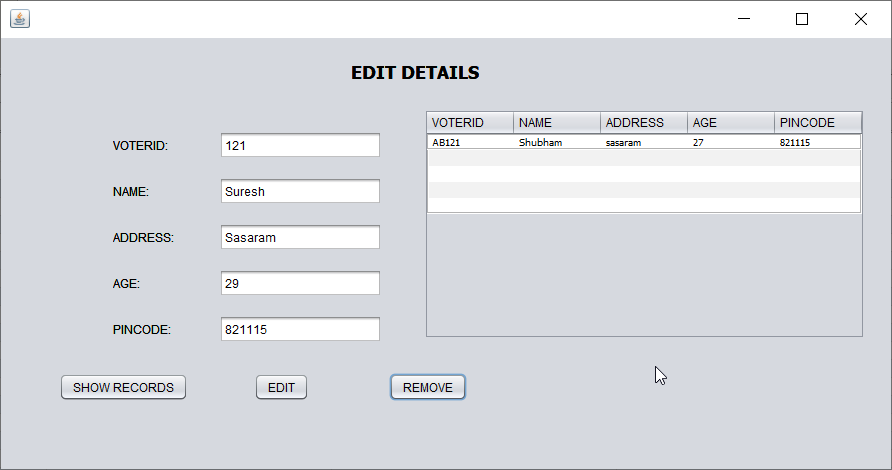 EDIT DETAILS
VOTERID: 121
NAME: Suresh
ADDRESS: Sasaram
AGE: 29
PINCODE: 821115
VOTERID NAME ADDRESS AGE PINCODE
AB121 Shubham sasaram 27 821115
SHOW RECORDS EDIT REMOVE